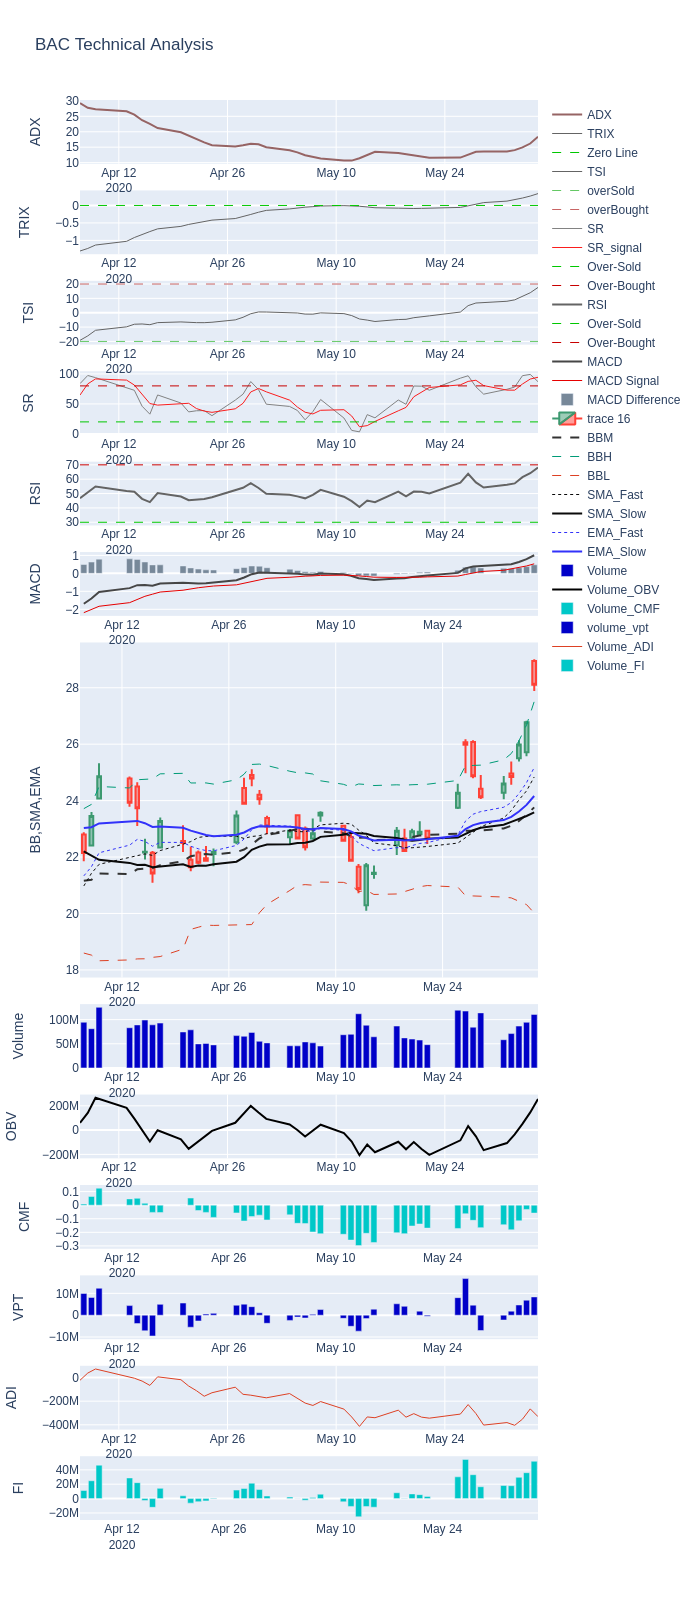 BAC Technical Analysis
ADX
30
25
20
15
10
Apr 12
2020
Apr 26
May 10
May 24
TRIX
0
−0.5
−1
Apr 12
2020
Apr 26
May 10
May 24
TSI
20
10
0
−10
−20
Apr 12
2020
Apr 26
May 10
May 24
SR
100
50
0
Apr 12
2020
Apr 26
May 10
May 24
RSI
70
60
50
40
30
Apr 12
2020
Apr 26
May 10
May 24
MACD
1
0
−1
−2
Apr 12
2020
Apr 26
May 10
May 24
BB,SMA,EMA
28
26
24
22
20
18
Apr 12
2020
Apr 26
May 10
May 24
Volume
100M
50M
0
Apr 12
2020
Apr 26
May 10
May 24
OBV
200M
0
−200M
Apr 12
2020
Apr 26
May 10
May 24
CMF
0.1
0
−0.1
−0.2
−0.3
Apr 12
2020
Apr 26
May 10
May 24
VPT
10M
0
−10M
Apr 12
2020
Apr 26
May 10
May 24
ADI
0
−200M
−400M
Apr 12
2020
Apr 26
May 10
May 24
FI
40M
20M
0
−20M
Apr 12
2020
Apr 26
May 10
May 24
ADX
TRIX
Zero Line
TSI
overSold
overBought
SR
SR_signal
Over-Sold
Over-Bought
RSI
Over-Sold
Over-Bought
MACD
MACD Signal
MACD Difference
trace 16
BBM
BBH
BBL
SMA_Fast
SMA_Slow
EMA_Fast
EMA_Slow
Volume
Volume_OBV
Volume_CMF
volume_vpt
Volume_ADI
Volume_FI